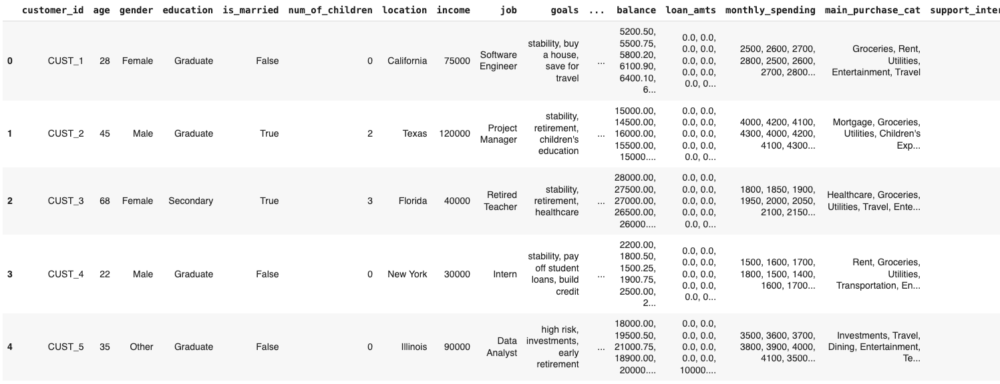 customer_id age gender education is_married num_of_children location income job goals ... balance loan_amts monthly_spending main_purchase_cat support_inter
0 CUST_1 28 Female Graduate False 0 California 75000 Software Engineer stability, buy a house, save for travel ... 5200.50, 5500.75, 5800.20, 6100.90, 6400.10, 6... 0.0, 0.0, 0.0, 0.0, 0.0, 0.0, 0.0, 0.0, 0.0, 0... 2500, 2600, 2700, 2800, 2500, 2600, 2700, 2800... Groceries, Rent, Utilities, Entertainment, Travel
1 CUST_2 45 Male Graduate True 2 Texas 120000 Project Manager stability, retirement, children's education ... 15000.00, 14500.00, 16000.00, 15500.00, 15000.... 0.0, 0.0, 0.0, 0.0, 0.0, 0.0, 0.0, 0.0, 0.0, 0... 4000, 4200, 4100, 4300, 4000, 4200, 4100, 4300... Mortgage, Groceries, Utilities, Children's Exp...
2 CUST_3 68 Female Secondary True 3 Florida 40000 Retired Teacher stability, retirement, healthcare ... 28000.00, 27500.00, 27000.00, 26500.00, 26000.... 0.0, 0.0, 0.0, 0.0, 0.0, 0.0, 0.0, 0.0, 0.0, 0... 1800, 1850, 1900, 1950, 2000, 2050, 2100, 2150... Healthcare, Groceries, Utilities, Travel, Ente...
3 CUST_4 22 Male Graduate False 0 New York 30000 Intern stability, pay off student loans, build credit ... 2200.00, 1800.50, 1500.25, 1900.75, 2500.00, 2... 0.0, 0.0, 0.0, 0.0, 0.0, 0.0, 0.0, 0.0, 0.0, 0... 1500, 1600, 1700, 1800, 1500, 1400, 1600, 1700... Rent, Groceries, Utilities, Transportation, En...
4 CUST_5 35 Other Graduate False 0 Illinois 90000 Data Analyst high risk, investments, early retirement ... 18000.00, 19500.50, 21000.75, 18900.00, 20000.... 0.0, 0.0, 0.0, 0.0, 0.0, 0.0, 0.0, 0.0, 10000.... 3500, 3600, 3700, 3800, 3900, 4000, 4100, 3500... Investments, Travel, Dining, Entertainment, Te...